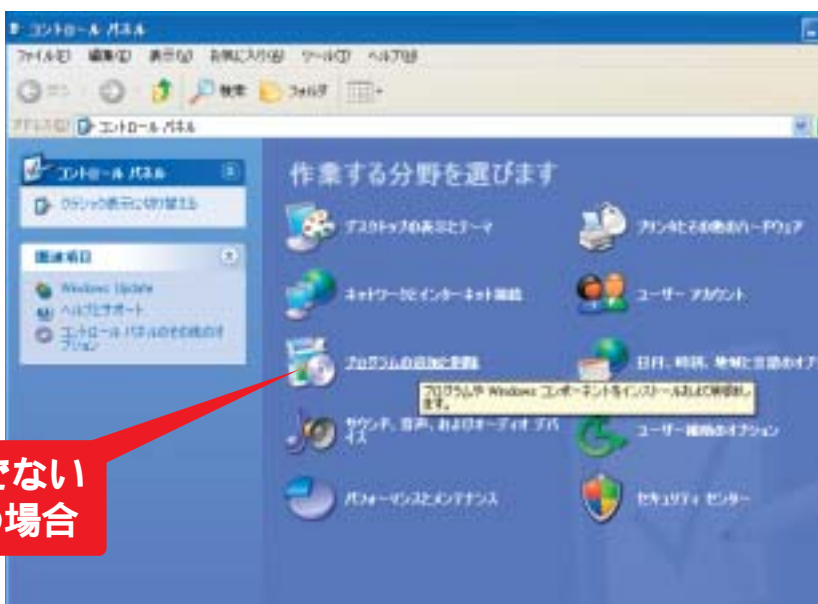 コントロール パネル
ファイル(F) 編集(E) 表示(V) お気に入り(A) ツール(T) ヘルプ(H)
検索 フォルダ
コントロール パネル
コントロール パネル
クラシック表示に切り替える
関連項目
Windows Update
ヘルプとサポート
コントロール パネルのその他のオ
プション
作業する分野を選びます
デスクトップの表示とテーマ
プリンタとその他のハードウェア
ネットワークとインターネット接続
ユーザー アカウント
プログラムの追加と削除
日付、時刻、地域と言語のオプ
プログラムや Windows コンポーネントをインストールおよび削除し
ます。
サウンド、音声、およびオーディオ デバ
イス
ユーザー補助のオプション
パフォーマンスとメンテナンス
セキュリティ センター
でない
場合